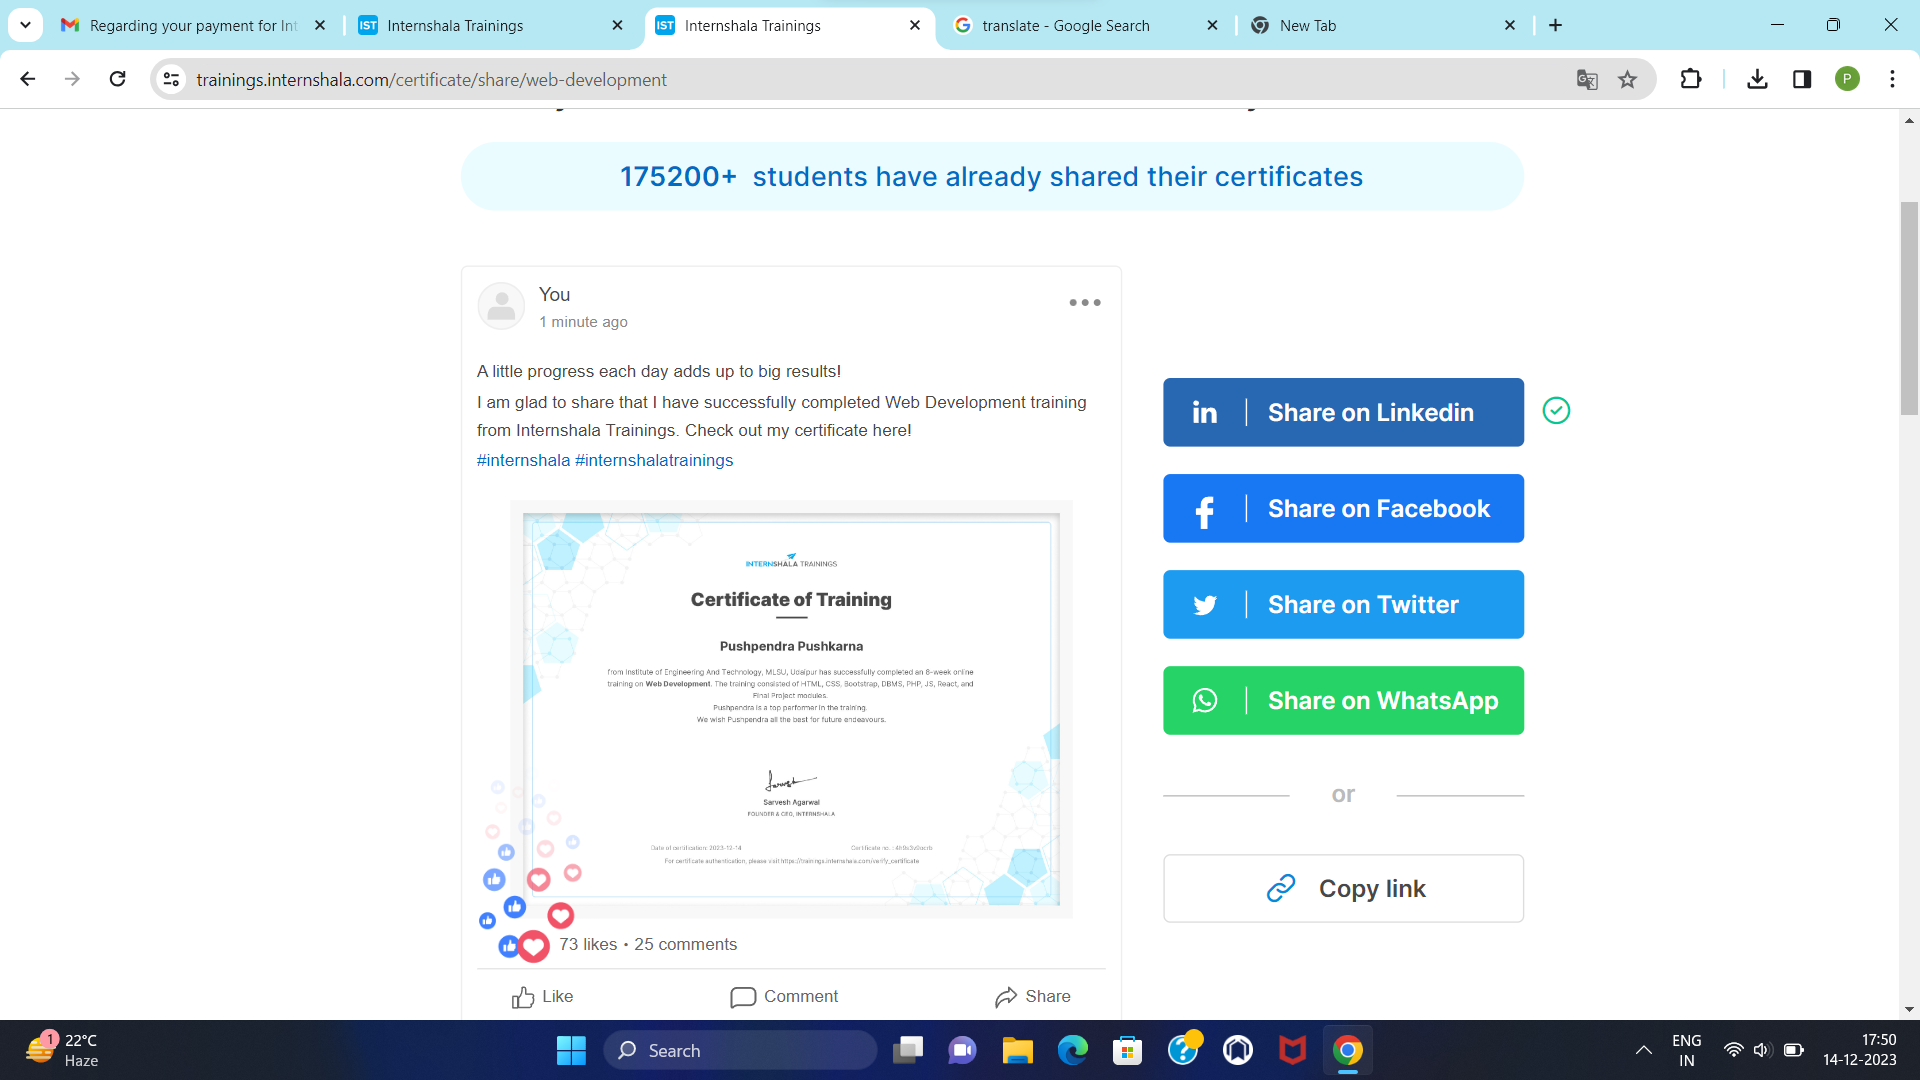 Regarding your payment for Int
Internshala Trainings
Internshala Trainings
translate - Google Search
New Tab
trainings.internshala.com/certificate/share/web-development
P
175200+ students have already shared their certificates
You
1 minute ago
A little progress each day adds up to big results!
I am glad to share that I have successfully completed Web Development training
from Internshala Trainings. Check out my certificate here!
#internshala #internshalatrainings
INTERNSHALA TRAININGS
Certificate of Training
Pushpendra Pushkarna
from Institute of Engineering And Technology, MLSU, Udaipur has successfully completed an 8-week online
training on Web Development. The training consisted of HTML, CSS, Bootstrap, DBMS, PHP, JS, React, and
Final Project modules.
Pushpendra is a top performer in the training.
We wish Pushpendra all the best for future endeavours.
Sarvesh Agarwal
FOUNDER & CEO, INTERNSHALA
Date of certification: 2023-12-14
Certificate no. :
For certificate authentication, please visit https://trainings.internshala.com/verify_certificate
73 likes • 25 comments
Like
Comment
Share
in | Share on Linkedin
f | Share on Facebook
Share on Twitter
Share on WhatsApp
or
Copy link
1
22°C
Haze
Search
ENG
IN
17:50
14-12-2023